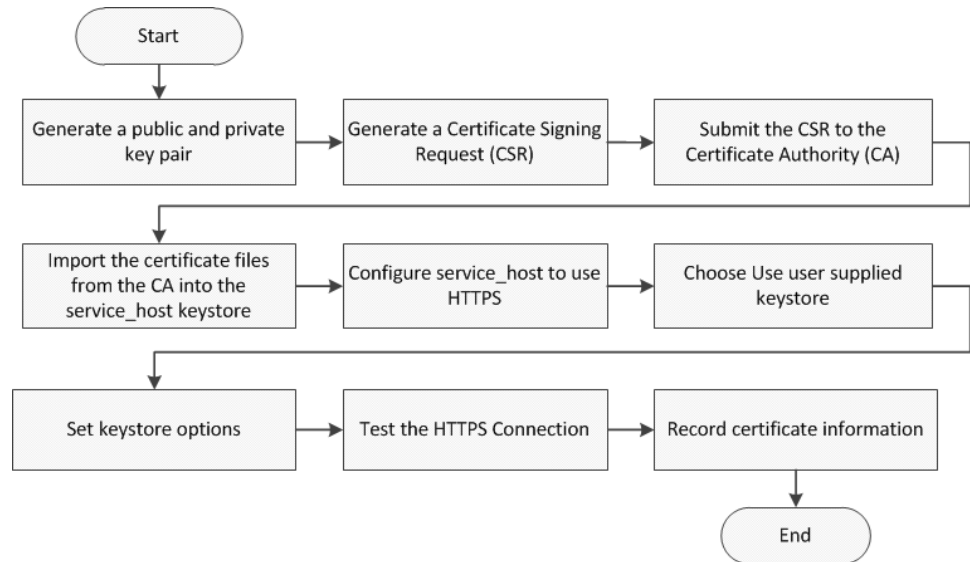 Start
Generate a public and private
key pair
Generate a Certificate Signing
Request (CSR)
Submit the CSR to the
Certificate Authority (CA)
Import the certificate files
from the CA into the
service_host keystore
Configure service_host to use
HTTPS
Choose Use user supplied
keystore
Set keystore options
Test the HTTPS Connection
Record certificate information
End